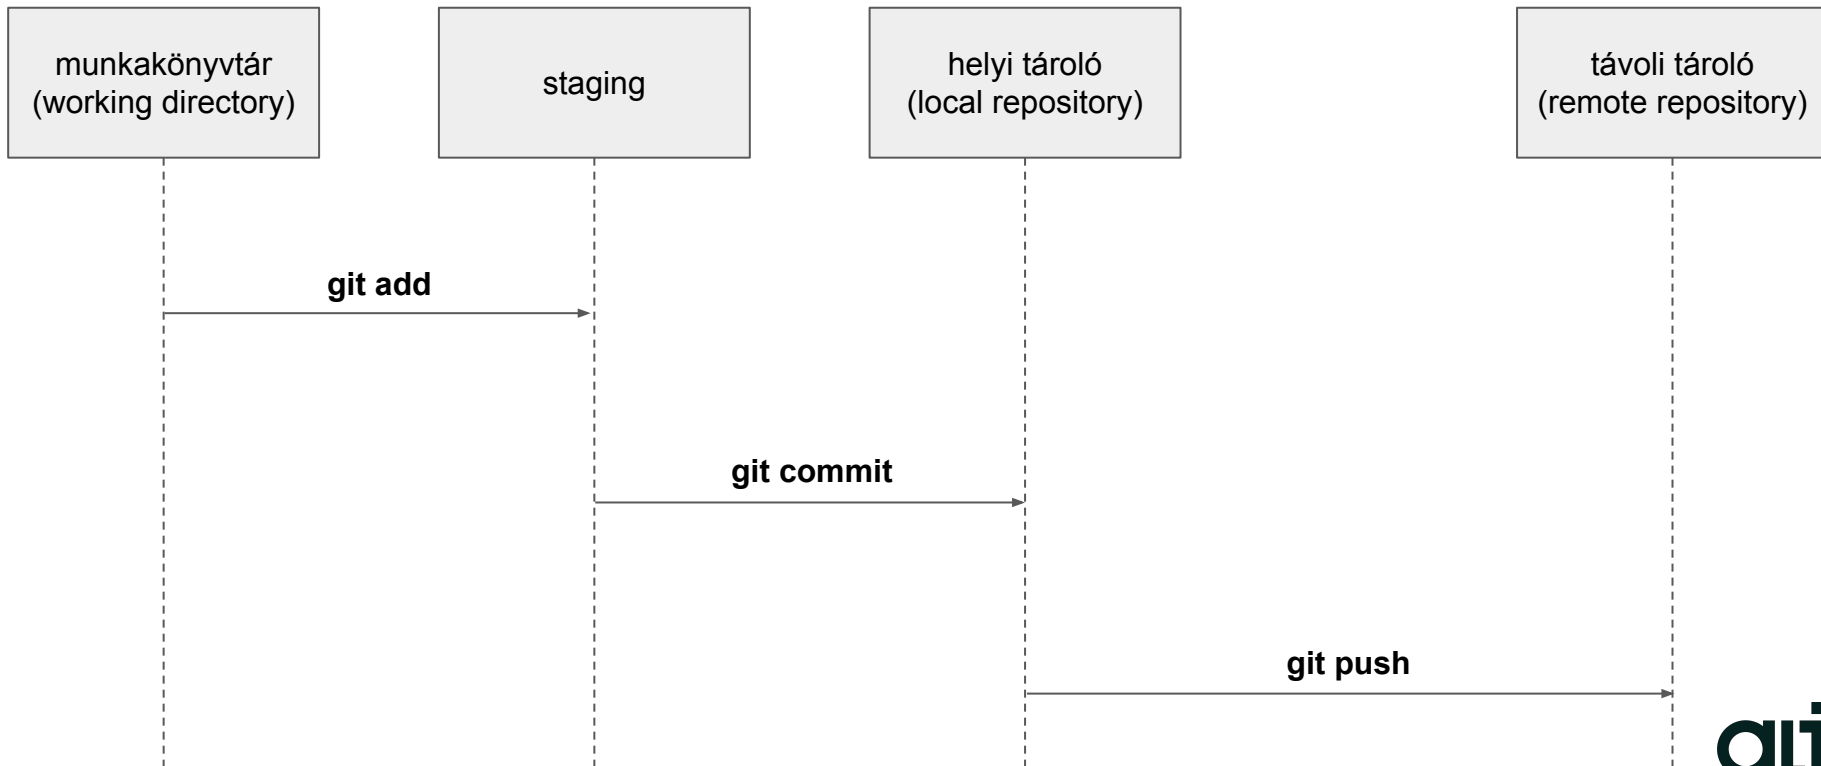 munkakönyvtár
(working directory)
staging
helyi tároló
(local repository)
távoli tároló
(remote repository)
git add
git commit
git push